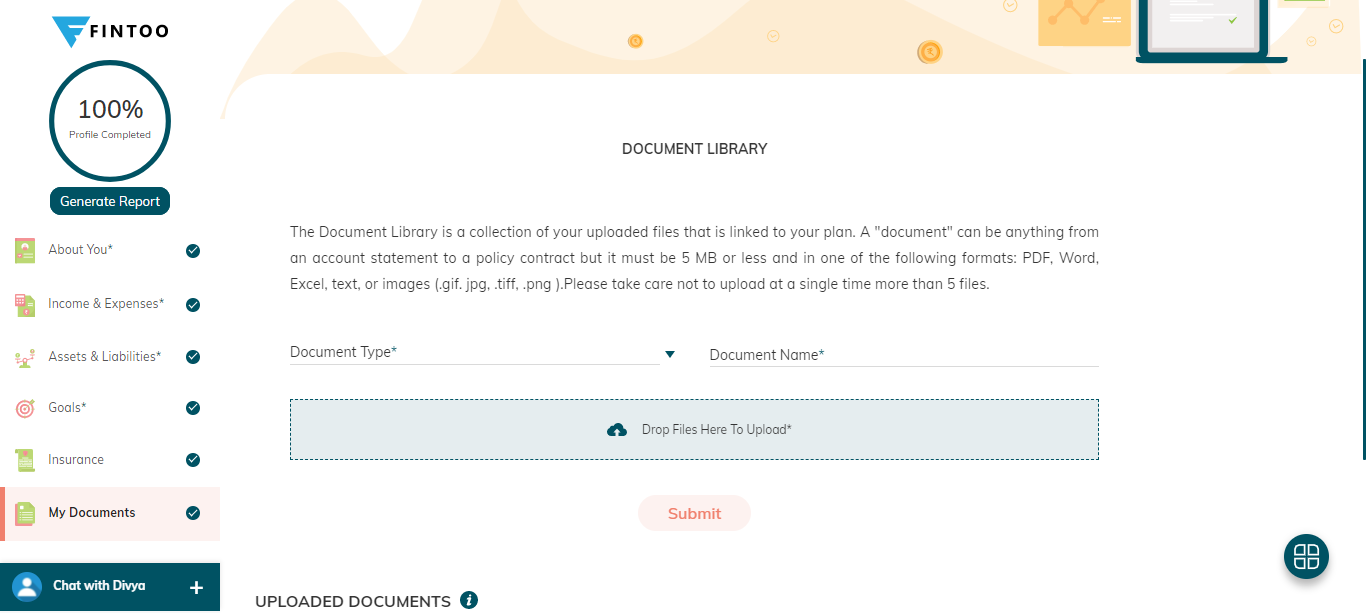 FINTOO
100%
Profile Completed
Generate Report
About You*
Income & Expenses*
Assets & Liabilities*
Goals*
Insurance
My Documents
Chat with Divya
+
DOCUMENT LIBRARY
The Document Library is a collection of your uploaded files that is linked to your plan. A "document" can be anything from
an account statement to a policy contract but it must be 5 MB or less and in one of the following formats: PDF, Word,
Excel, text, or images (.gif. jpg, .tiff, .png ).Please take care not to upload at a single time more than 5 files.
Document Type*
Document Name*
Drop Files Here To Upload*
Submit
UPLOADED DOCUMENTS i